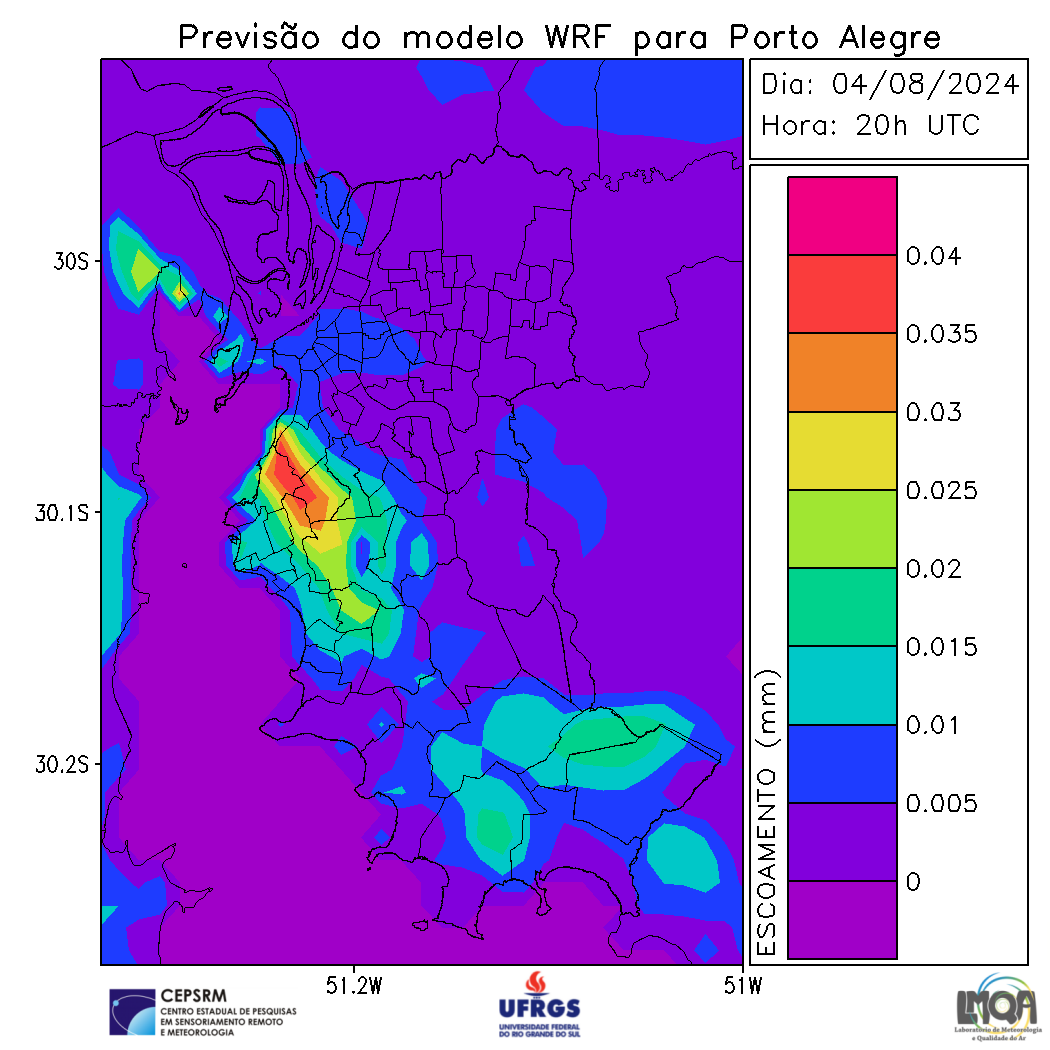 Previsão do modelo WRF para Porto Alegre
Dia: 04/08/2024
Hora: 20h UTC
30S
30.1S
30.2S
51.2W
51W
ESCOAMENTO (mm)
0.04
0.035
0.03
0.025
0.02
0.015
0.01
0.005
0
CEPSRM
CENTRO ESTADUAL DE PESQUISAS
EM SENSORIAMENTO REMOTO
E METEOROLOGIA
UFRGS
UNIVERSIDADE FEDERAL
DO RIO GRANDE DO SUL
LMQA
Laboratório de Meteorologia
e Qualidade do Ar